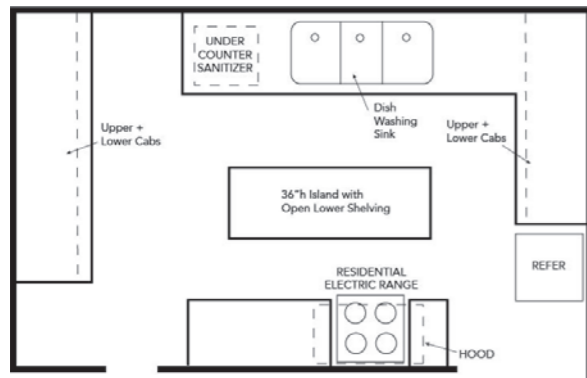 UNDER
COUNTER
SANITIZER
Dish
Washing
Sink
Upper +
Lower Cabs
Upper +
Lower Cabs
36"h Island with
Open Lower Shelving
REFER
RESIDENTIAL
ELECTRIC RANGE
HOOD